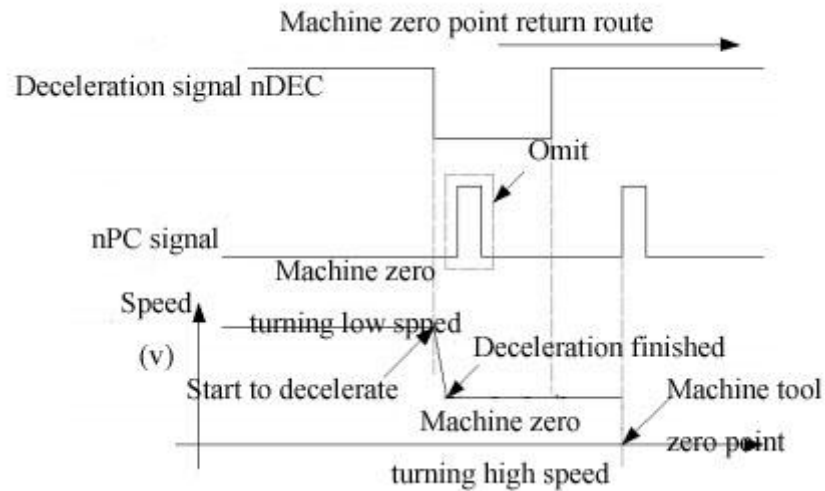 Machine zero point return route
Deceleration signal nDEC
Omit
nPC signal
Machine zero
Speed
turning low spped
(v)
Deceleration finished
Start to decelerate
Machine tool
Machine zero
zero point
turning high speed